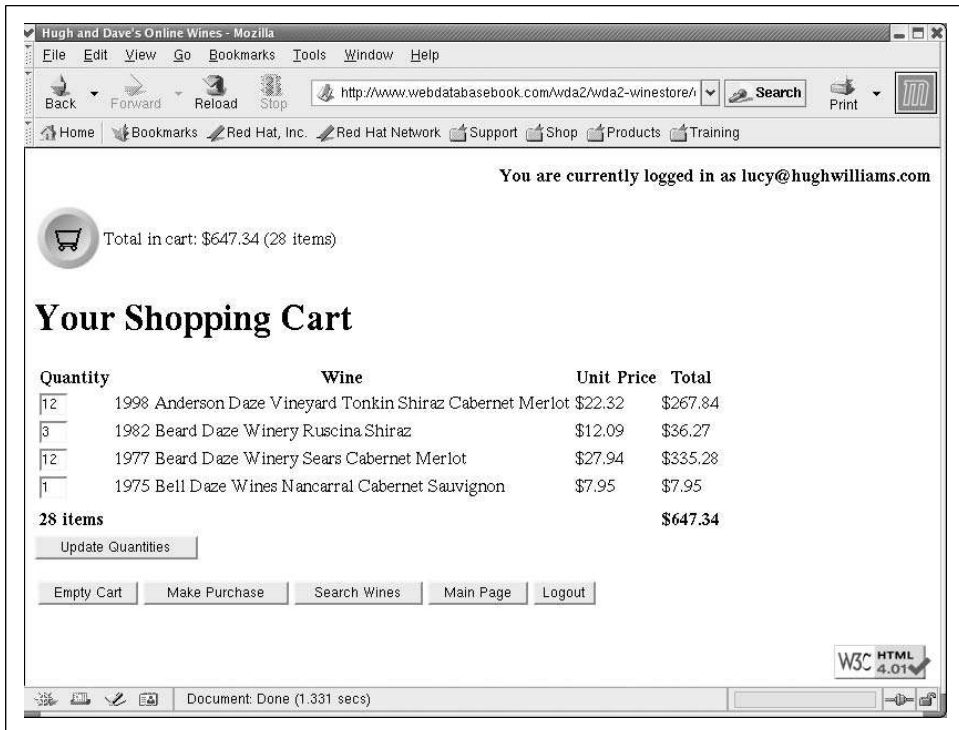 Hugh and Dave's Online Wines - Mozilla
File Edit View Go Bookmarks Tools Window Help
Back Forward Reload Stop http://www.webdatabasebook.com/wda2/wda2-winestore/ Search Print
Home Bookmarks Red Hat, Inc. Red Hat Network Support Shop Products Training
You are currently logged in as lucy@hughwilliams.com
Total in cart: $647.34 (28 items)
Your Shopping Cart
Quantity Wine Unit Price Total
12 1998 Anderson Daze Vineyard Tonkin Shiraz Cabernet Merlot $22.32 $267.84
3 1982 Beard Daze Winery Ruscina Shiraz $12.09 $36.27
12 1977 Beard Daze Winery Sears Cabernet Merlot $27.94 $335.28
1 1975 Bell Daze Wines Nancarral Cabernet Sauvignon $7.95 $7.95
28 items $647.34
Update Quantities
Empty Cart Make Purchase Search Wines Main Page Logout
W3C HTML 4.01
Document: Done (1.331 secs)